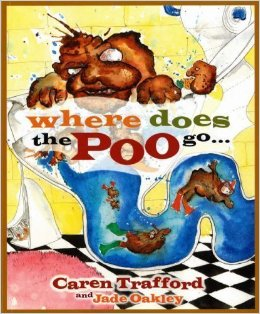 where does
the POO go...
Caren Trafford
and Jade Oakley